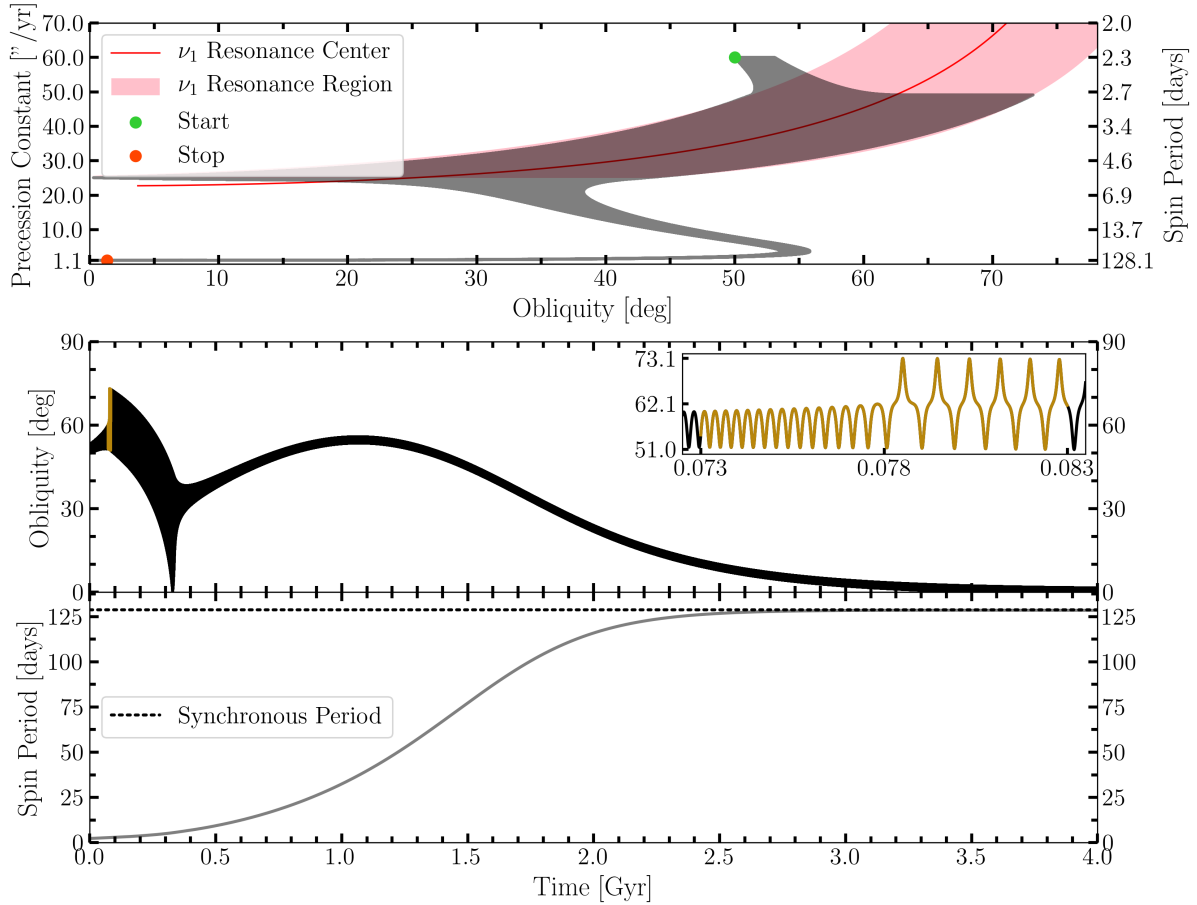 Precession Constant ["/yr]
70.0
60.0
50.0
40.0
30.0
20.0
10.0
1.1
ν₁ Resonance Center
ν₁ Resonance Region
Start
Stop
2.0
2.3
2.7
3.4
4.6
6.9
13.7
128.1
Spin Period [days]
0 10 20 30 40 50 60 70
Obliquity [deg]
Obliquity [deg]
90
60
30
0
73.1
62.1
51.0
0.073 0.078 0.083
90
60
30
0
Spin Period [days]
125
100
75
50
25
0
Synchronous Period
125
100
75
50
25
0
0.0 0.5 1.0 1.5 2.0 2.5 3.0 3.5 4.0
Time [Gyr]